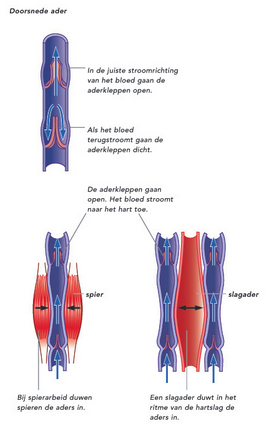 Doorsnede ader
In de juiste stroomrichting
van het bloed gaan de
aderkleppen open.
Als het bloed
terugstroomt gaan de
aderkleppen dicht.
De aderkleppen gaan
open. Het bloed stroomt
naar het hart toe.
spier
slagader
Bij spierarbeid duwen
spieren de aders in.
Een slagader duwt in het
ritme van de hartslag de
aders in.